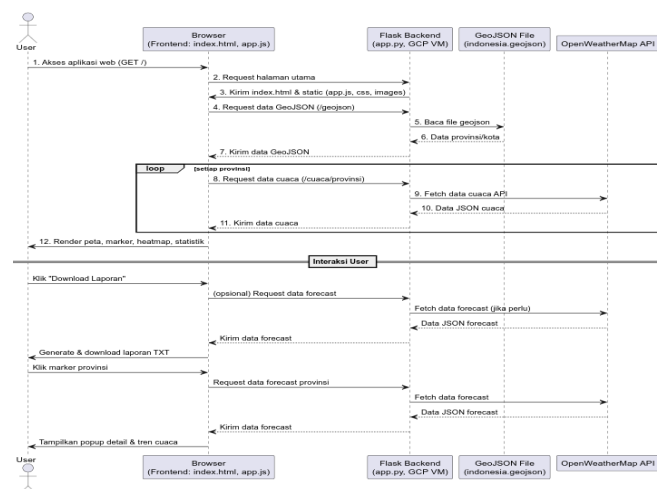 User
Browser
(Frontend: index.html, app.js)
Flask Backend
(app.py, GCP VM)
GeoJSON File
(indonesia.geojson)
OpenWeatherMap API
1. Akses aplikasi web (GET /)
2. Request halaman utama
3. Kirim index.html & static (app.js, css, images)
4. Request data GeoJSON (/geojson)
5. Baca file geojson
6. Data provinsi/kota
7. Kirim data GeoJSON
loop [setiap provinsi]
8. Request data cuaca (/cuaca/provinsi)
9. Fetch data cuaca API
10. Data JSON cuaca
11. Kirim data cuaca
12. Render peta, marker, heatmap, statistik
Interaksi User
Klik "Download Laporan"
(opsional) Request data forecast
Fetch data forecast (jika perlu)
Data JSON forecast
Kirim data forecast
Generate & download laporan TXT
Klik marker provinsi
Request data forecast provinsi
Fetch data forecast
Data JSON forecast
Kirim data forecast
Tampilkan popup detail & tren cuaca
User
Browser
(Frontend: index.html, app.js)
Flask Backend
(app.py, GCP VM)
GeoJSON File
(indonesia.geojson)
OpenWeatherMap API